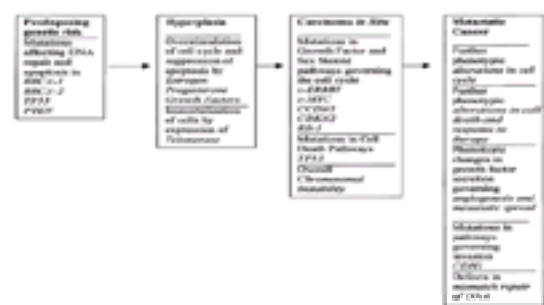 Predisposing
genetic risk
Mutations
affecting DNA
repair and
apoptosis in
BRCA-1
BRCA-2
TP53
PTEN
Hyperplasia
Overstimulation
of cell cycle and
suppression of
apoptosis by
Estrogen
Progesterone
Growth Factors
Immortalization
of cells by
expression of
Telomerase
Carcinoma in-Situ
Mutations in
Growth Factor and
Sex Steroid
pathways governing
the cell cycle
c-ERBB2
c-MYC
CCDN1
Rb-1
Mutations in Cell
Death Pathways
TP53
Overall
Chromosomal
Instability
Metastatic
Cancer
Further
phenotypic
alterations in cell
cycle
Further
phenotypic
alterations in cell
death and
response to
therapy
Phenotypic
changes in
growth factor
secretion
governing
angiogenesis and
metastatic spread
Mutations in
pathways
governing
invasion
Defects in
mismatch repair
of DNA